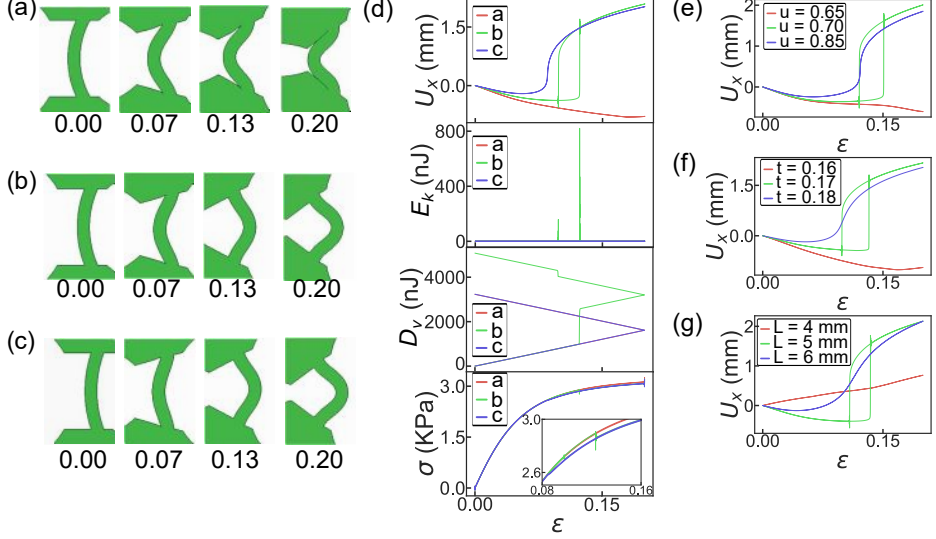 (a)
0.00 0.07 0.13 0.20
(b)
0.00 0.07 0.13 0.20
(c)
0.00 0.07 0.13 0.20
(d)
U_x (mm)
1.5
0.0
a
b
c
E_k (nJ)
800
400
0
a
b
c
D_v (nJ)
4000
2000
0
a
b
c
σ (KPa)
3.0
1.5
0.0
a
b
c
3.0
2.6
0.08 0.16
0.00 0.15
ε
(e)
U_x (mm)
2
1
0
u = 0.65
u = 0.70
u = 0.85
0.00 0.15
ε
(f)
U_x (mm)
1.5
0.0
t = 0.16
t = 0.17
t = 0.18
0.00 0.15
ε
(g)
U_x (mm)
2
1
0
L = 4 mm
L = 5 mm
L = 6 mm
0.00 0.15
ε